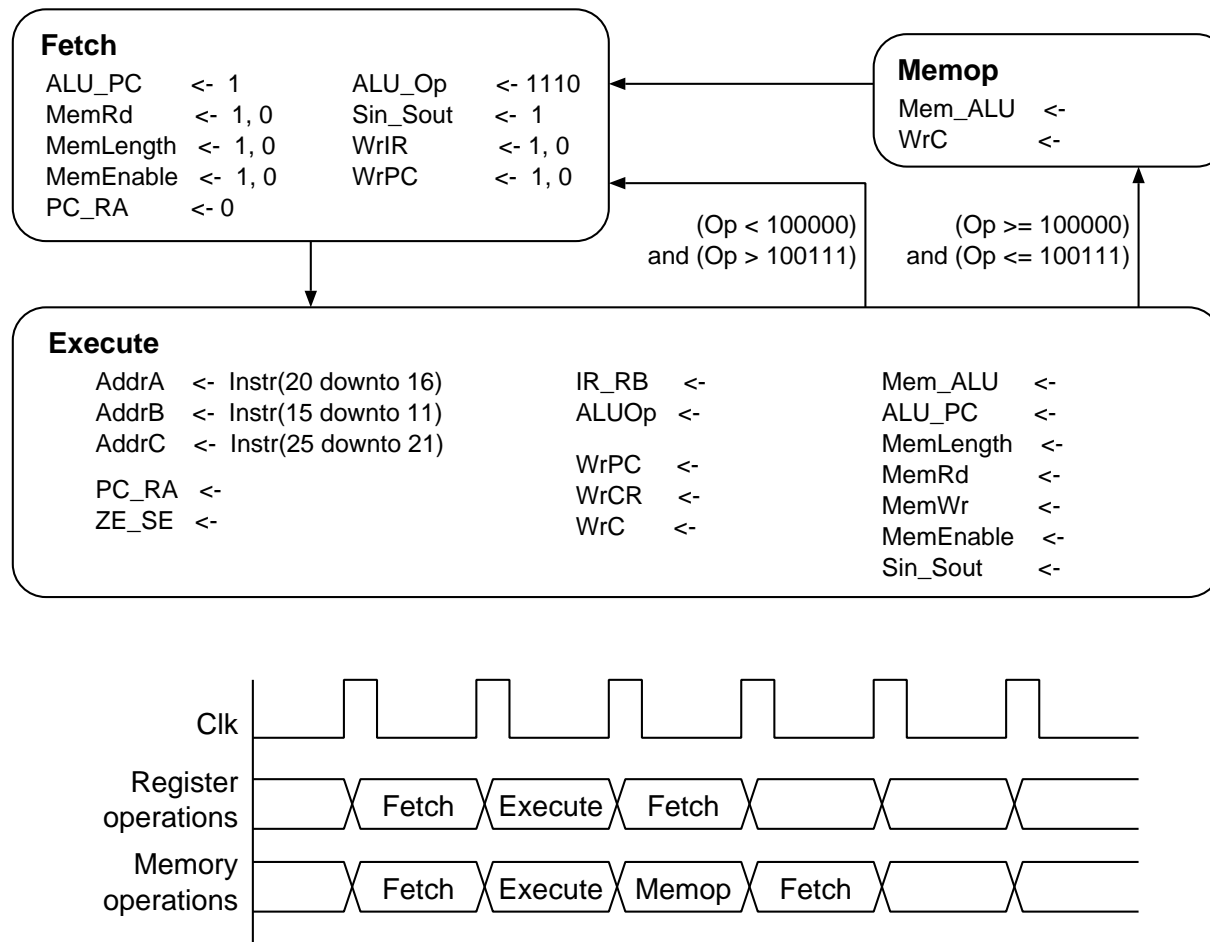 Fetch
ALU_PC <- 1 ALU_Op <- 1110
MemRd <- 1, 0 Sin_Sout <- 1
MemLength <- 1, 0 WrIR <- 1, 0
MemEnable <- 1, 0 WrPC <- 1, 0
PC_RA <- 0
Memop
Mem_ALU <-
WrC <-
(Op < 100000)
and (Op > 100111)
(Op >= 100000)
and (Op <= 100111)
Execute
AddrA <- Instr(20 downto 16)
AddrB <- Instr(15 downto 11)
AddrC <- Instr(25 downto 21)
PC_RA <-
ZE_SE <-
IR_RB <-
ALUOp <-
WrPC <-
WrCR <-
WrC <-
Mem_ALU <-
ALU_PC <-
MemLength <-
MemRd <-
MemWr <-
MemEnable <-
Sin_Sout <-
Clk
Register
operations
Fetch Execute Fetch
Memory
operations
Fetch Execute Memop Fetch